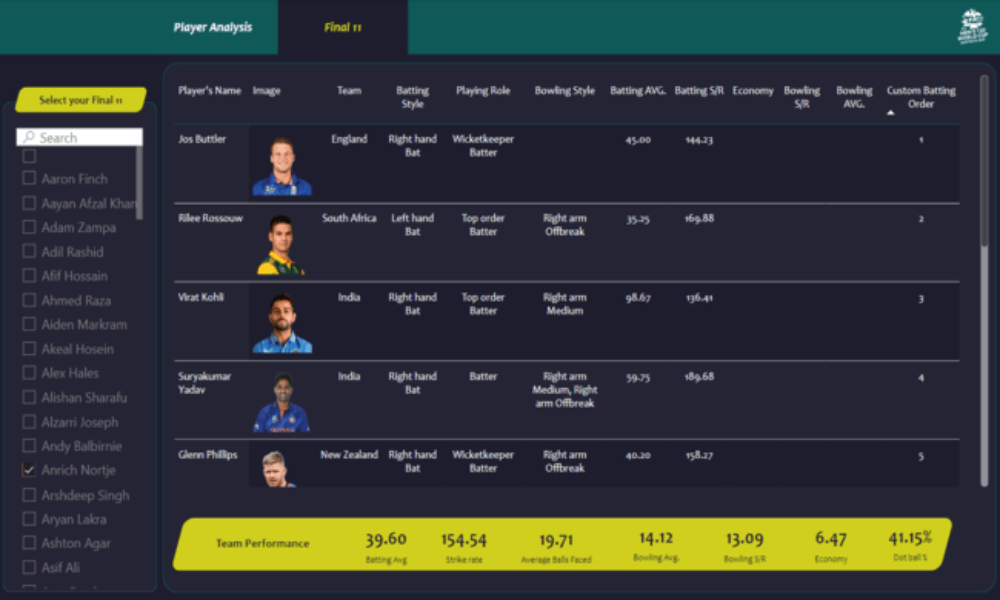 Player Analysis
Final 11
Select your Final 11
Search
Aaron Finch
Aayan Afzal Khan
Adam Zampa
Adil Rashid
Afif Hossain
Ahmed Raza
Aiden Markram
Akeal Hosein
Alex Hales
Alishan Sharafu
Alzarri Joseph
Andy Balbirnie
Anrich Nortje
Arshdeep Singh
Aryan Lakra
Ashton Agar
Asif Ali
Player's Name Image Team Batting Style Playing Role Bowling Style Batting AVG. Batting S/R Economy Bowling S/R Bowling AVG. Custom Batting Order
Jos Buttler England Right hand Bat Wicketkeeper Batter 45.00 144.23 1
Rilee Rossouw South Africa Left hand Bat Top order Batter Right arm Offbreak 35.25 169.88 2
Virat Kohli India Right hand Bat Top order Batter Right arm Medium 98.67 136.41 3
Suryakumar Yadav India Right hand Bat Batter Right arm Medium, Right arm Offbreak 59.75 189.68 4
Glenn Phillips New Zealand Right hand Bat Wicketkeeper Batter Right arm Offbreak 40.20 158.27 5
Team Performance
39.60
Batting Avg
154.54
Strike rate
19.71
Average Balls Faced
14.12
Bowling Avg.
13.09
Bowling S/R
6.47
Economy
41.15%
Dot ball %